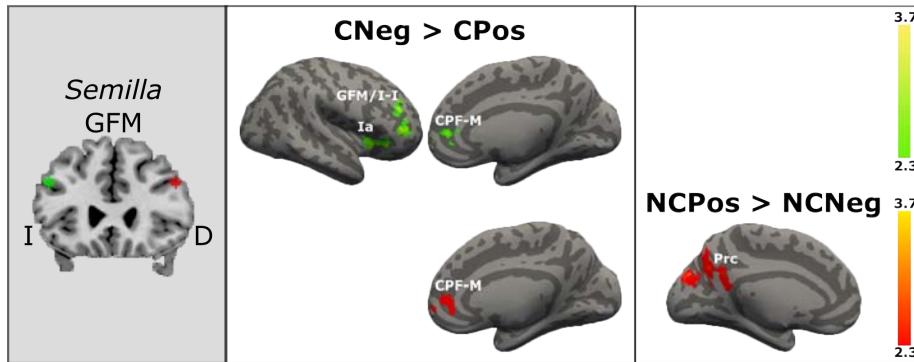 Semilla
GFM
I
D
CNeg > CPos
GFM/I-I
Ia
CPF-M
CPF-M
NCPos > NCNeg
Prc
3.7
2.3
3.7
2.3